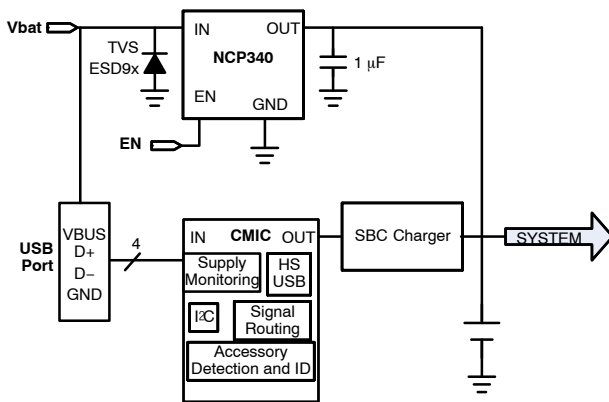 Vbat
IN OUT
TVS
ESD9x
NCP340
1 μF
EN
GND
EN
USB
Port
VBUS
D+
D−
GND
4
IN CMIC OUT
Supply
Monitoring
HS
USB
I2C
Signal
Routing
Accessory
Detection and ID
SBC Charger
SYSTEM